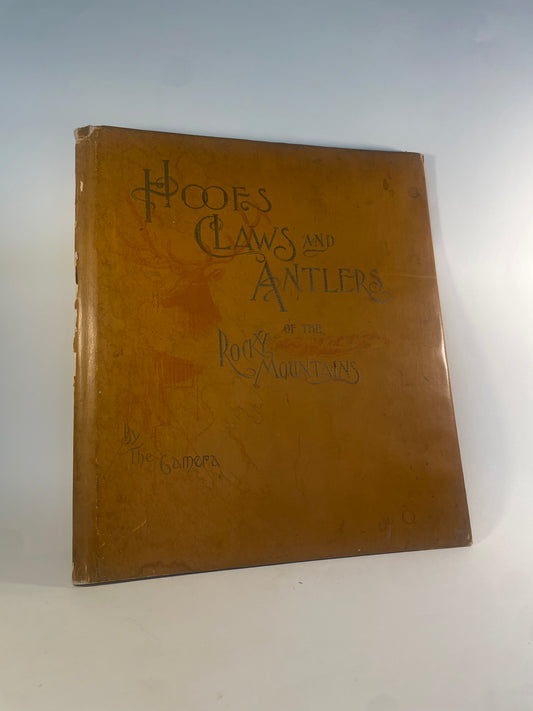 HOOFS
CLAWS AND
ANTLERS
OF THE
ROCKY
MOUNTAINS
By
The Camera